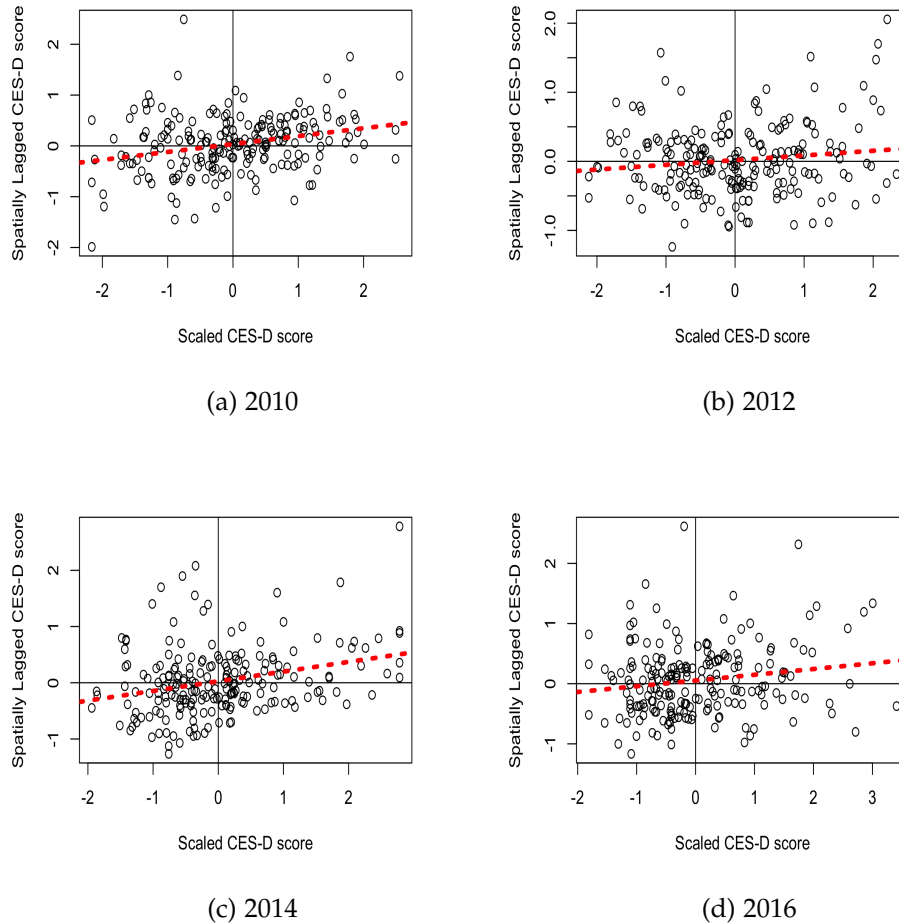 Spatially Lagged CES-D score
2
1
0
-1
-2
-2 -1 0 1 2
Scaled CES-D score
(a) 2010
Spatially Lagged CES-D score
2.0
1.0
0.0
-1.0
-2 -1 0 1 2
Scaled CES-D score
(b) 2012
Spatially Lagged CES-D score
2
1
0
-1
-2 -1 0 1 2
Scaled CES-D score
(c) 2014
Spatially Lagged CES-D score
2
1
0
-1
-2 -1 0 1 2 3
Scaled CES-D score
(d) 2016